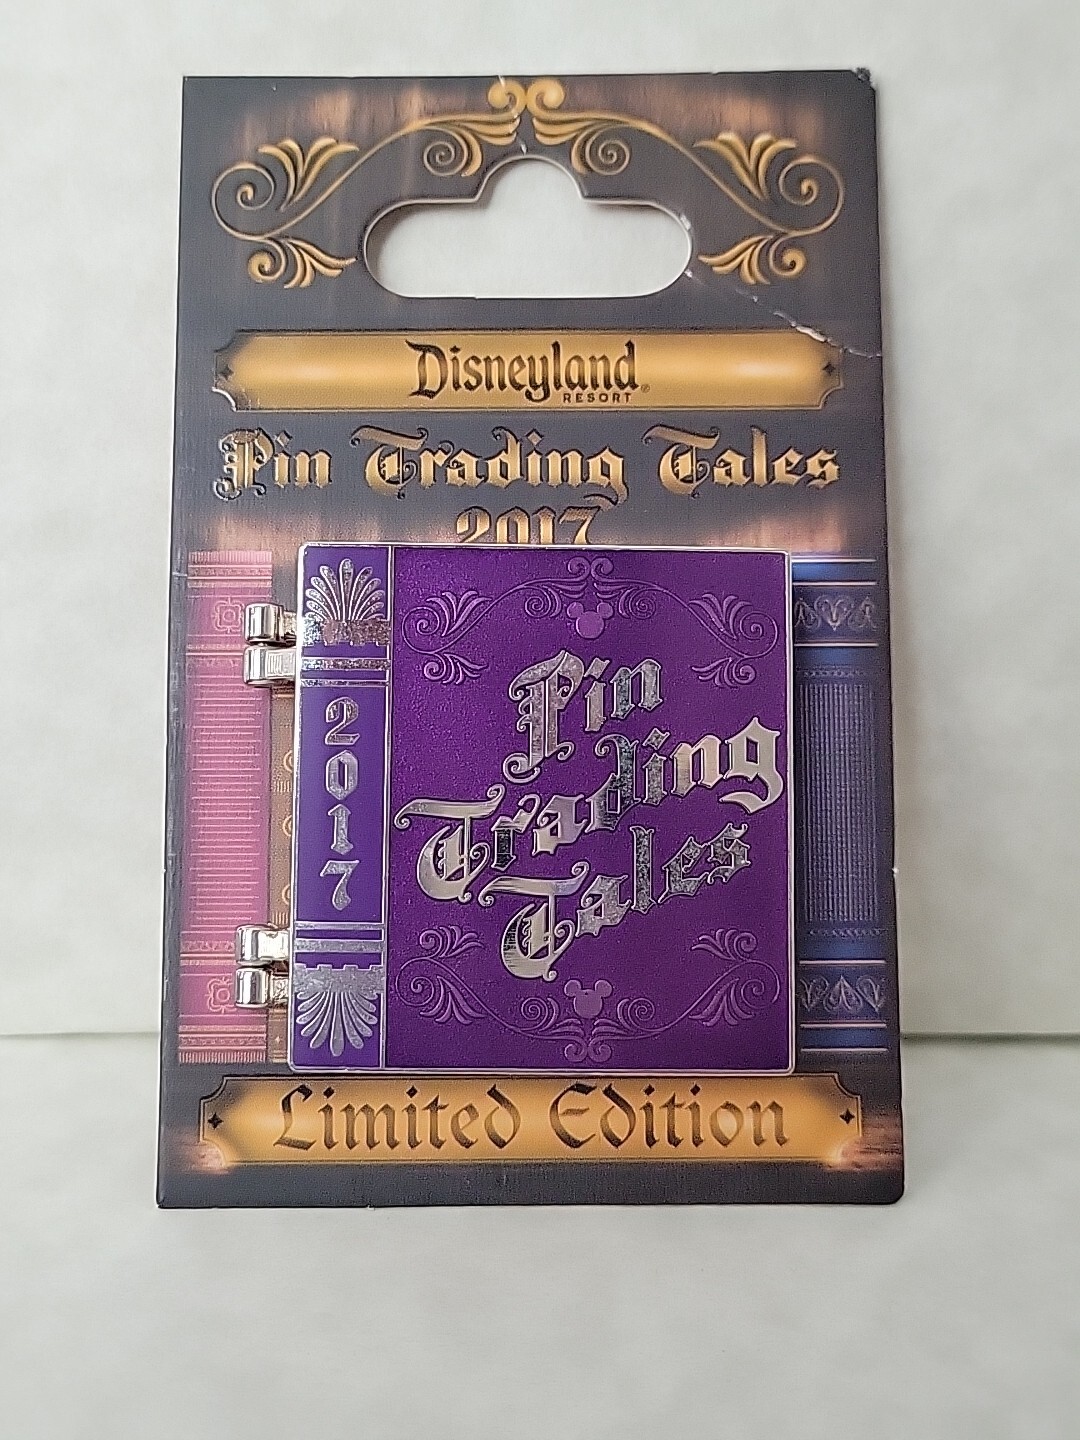 Disneyland
RESORT®
Pin Trading Tales
2017
2017
Pin
Trading
Tales
Limited Edition